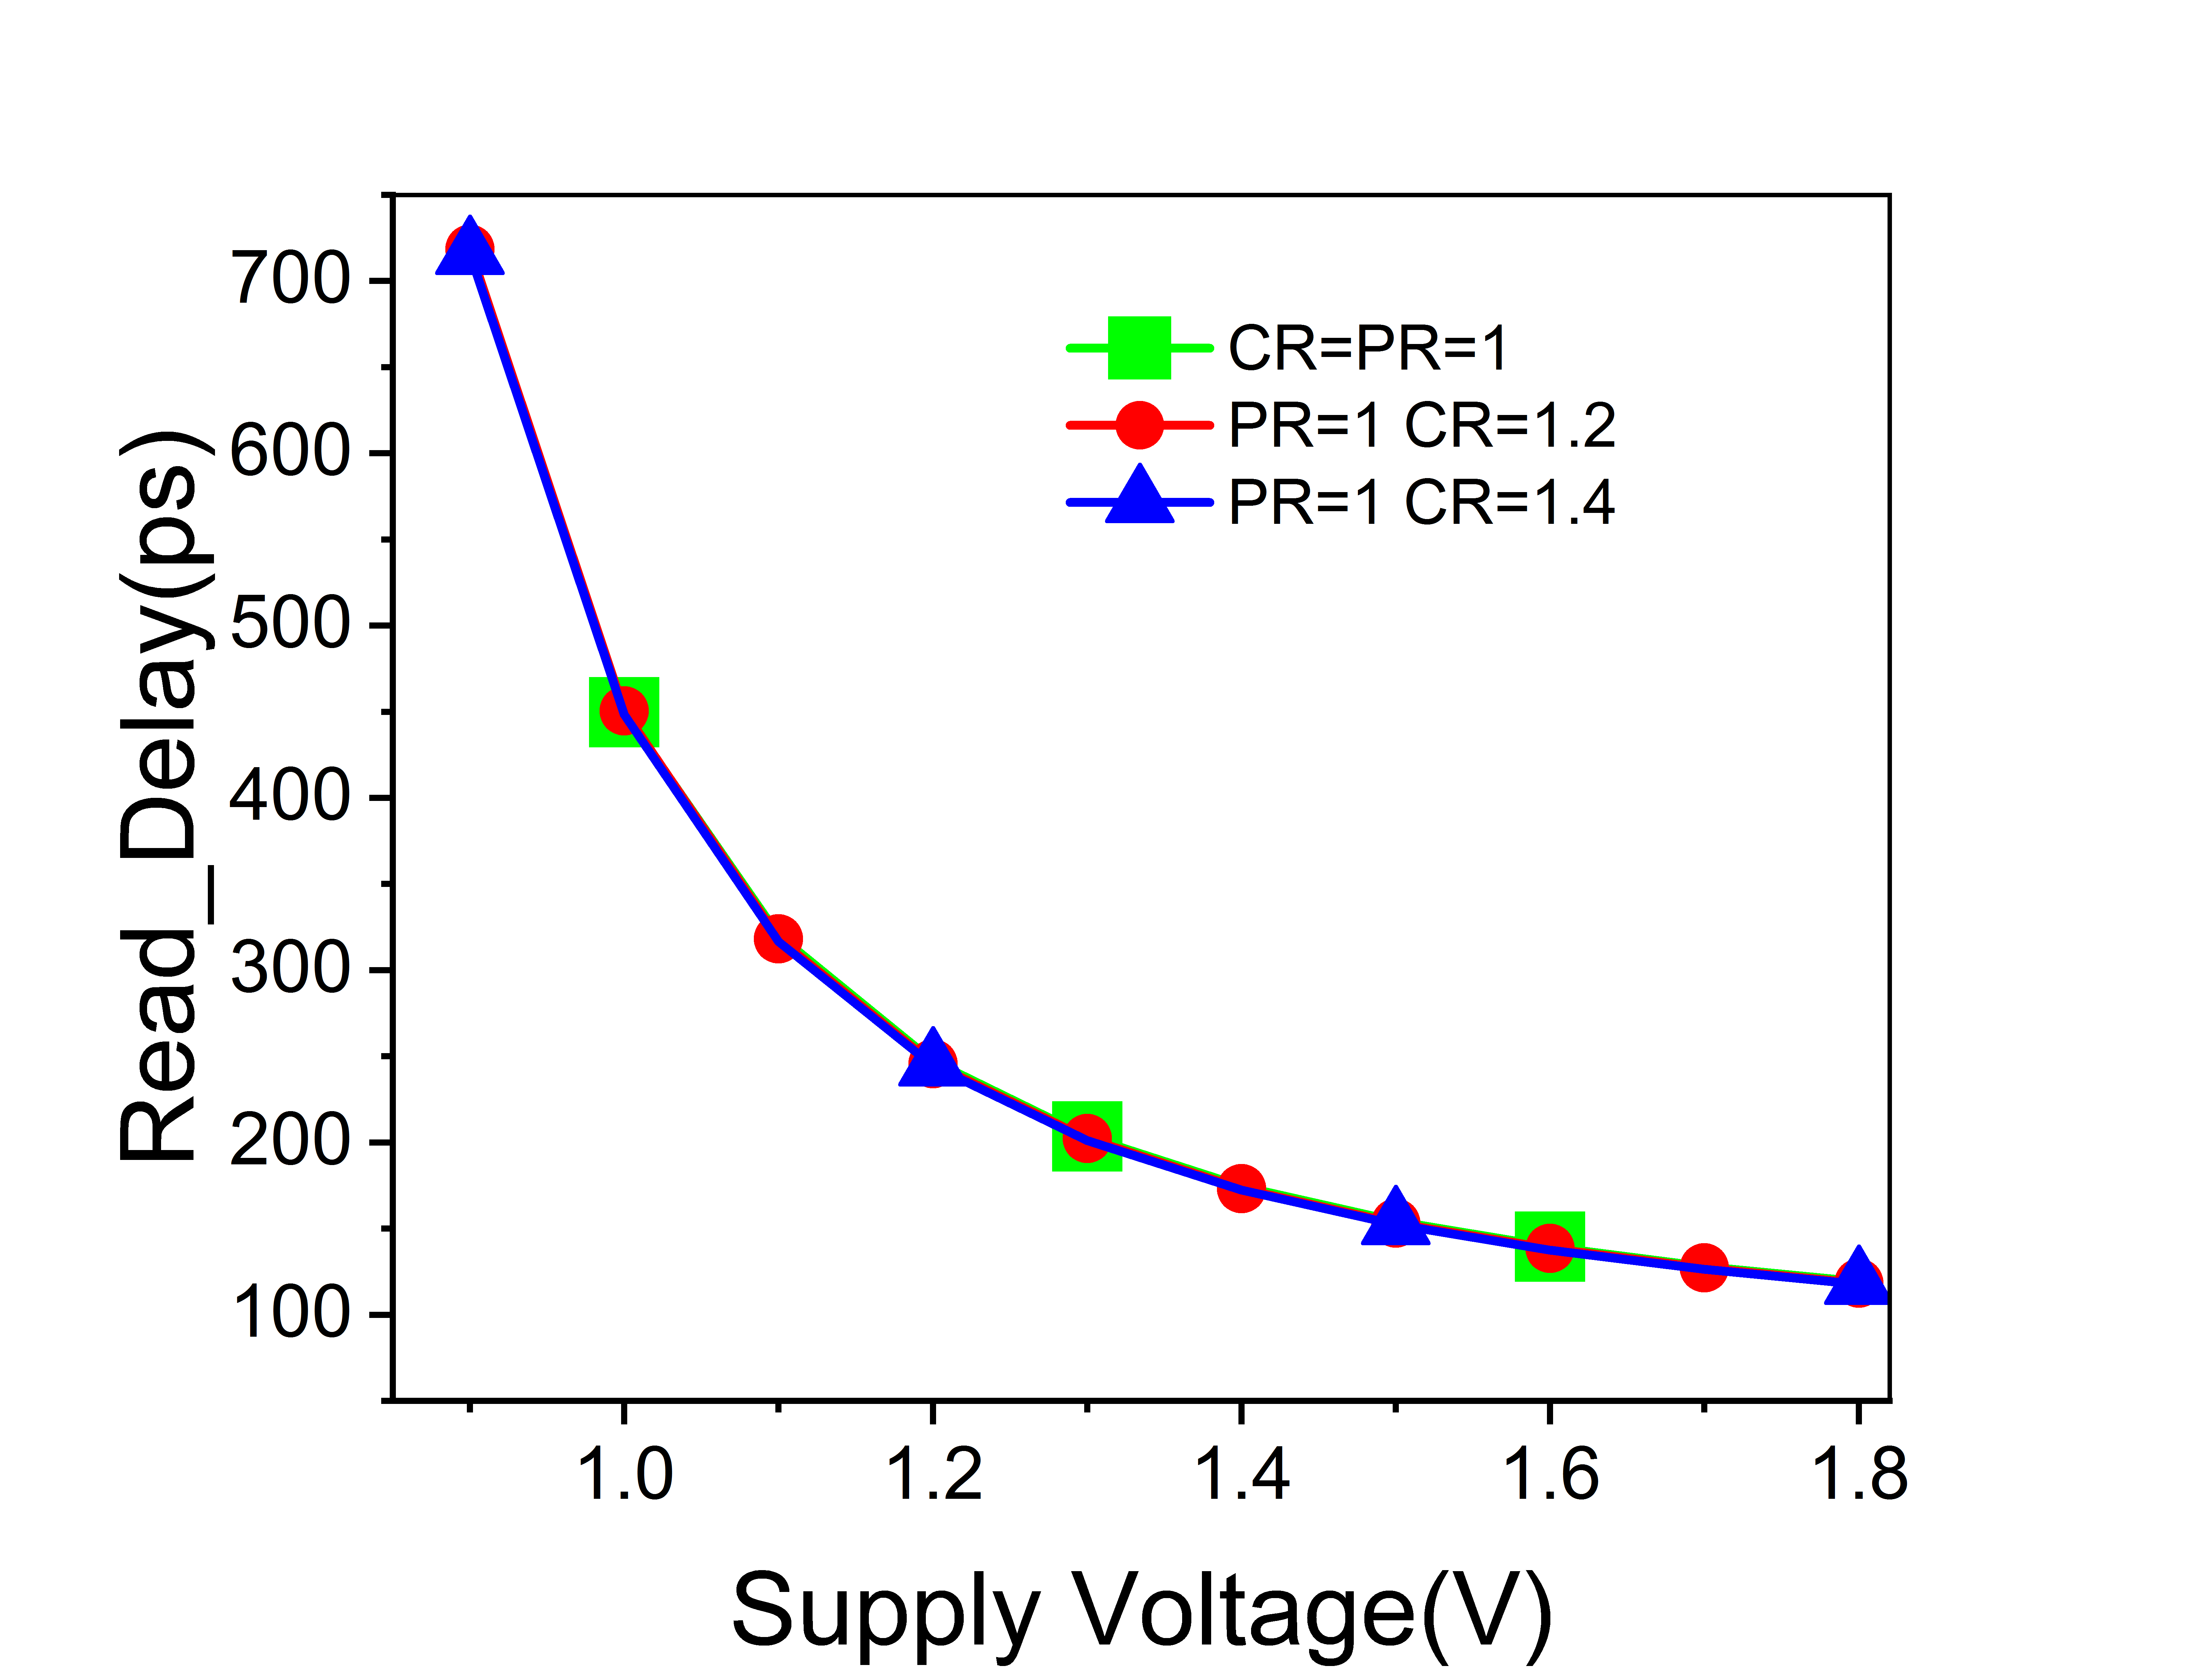 Read_Delay(ps)
700
600
500
400
300
200
100
CR=PR=1
PR=1 CR=1.2
PR=1 CR=1.4
1.0 1.2 1.4 1.6 1.8
Supply Voltage(V)